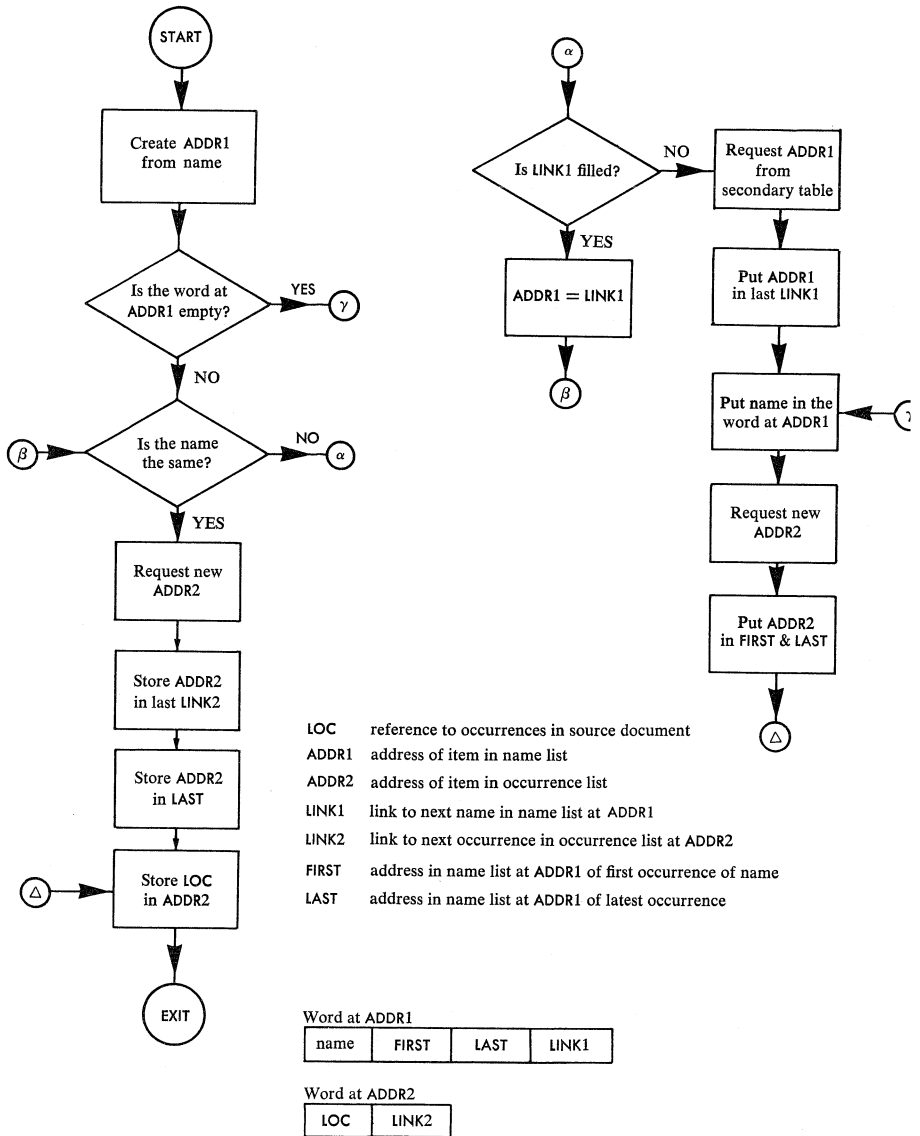 START
Create ADDR1
from name
Is the word at
ADDR1 empty?
YES
γ
NO
β
Is the name
the same?
NO
α
YES
Request new
ADDR2
Store ADDR2
in last LINK2
Store ADDR2
in LAST
△
Store LOC
in ADDR2
EXIT
α
Is LINK1 filled?
NO
YES
ADDR1 = LINK1
β
Request ADDR1
from
secondary table
Put ADDR1
in last LINK1
Put name in the
word at ADDR1
γ
Request new
ADDR2
Put ADDR2
in FIRST & LAST
△
LOC reference to occurrences in source document
ADDR1 address of item in name list
ADDR2 address of item in occurrence list
LINK1 link to next name in name list at ADDR1
LINK2 link to next occurrence in occurrence list at ADDR2
FIRST address in name list at ADDR1 of first occurrence of name
LAST address in name list at ADDR1 of latest occurrence
Word at ADDR1
name FIRST LAST LINK1
Word at ADDR2
LOC LINK2